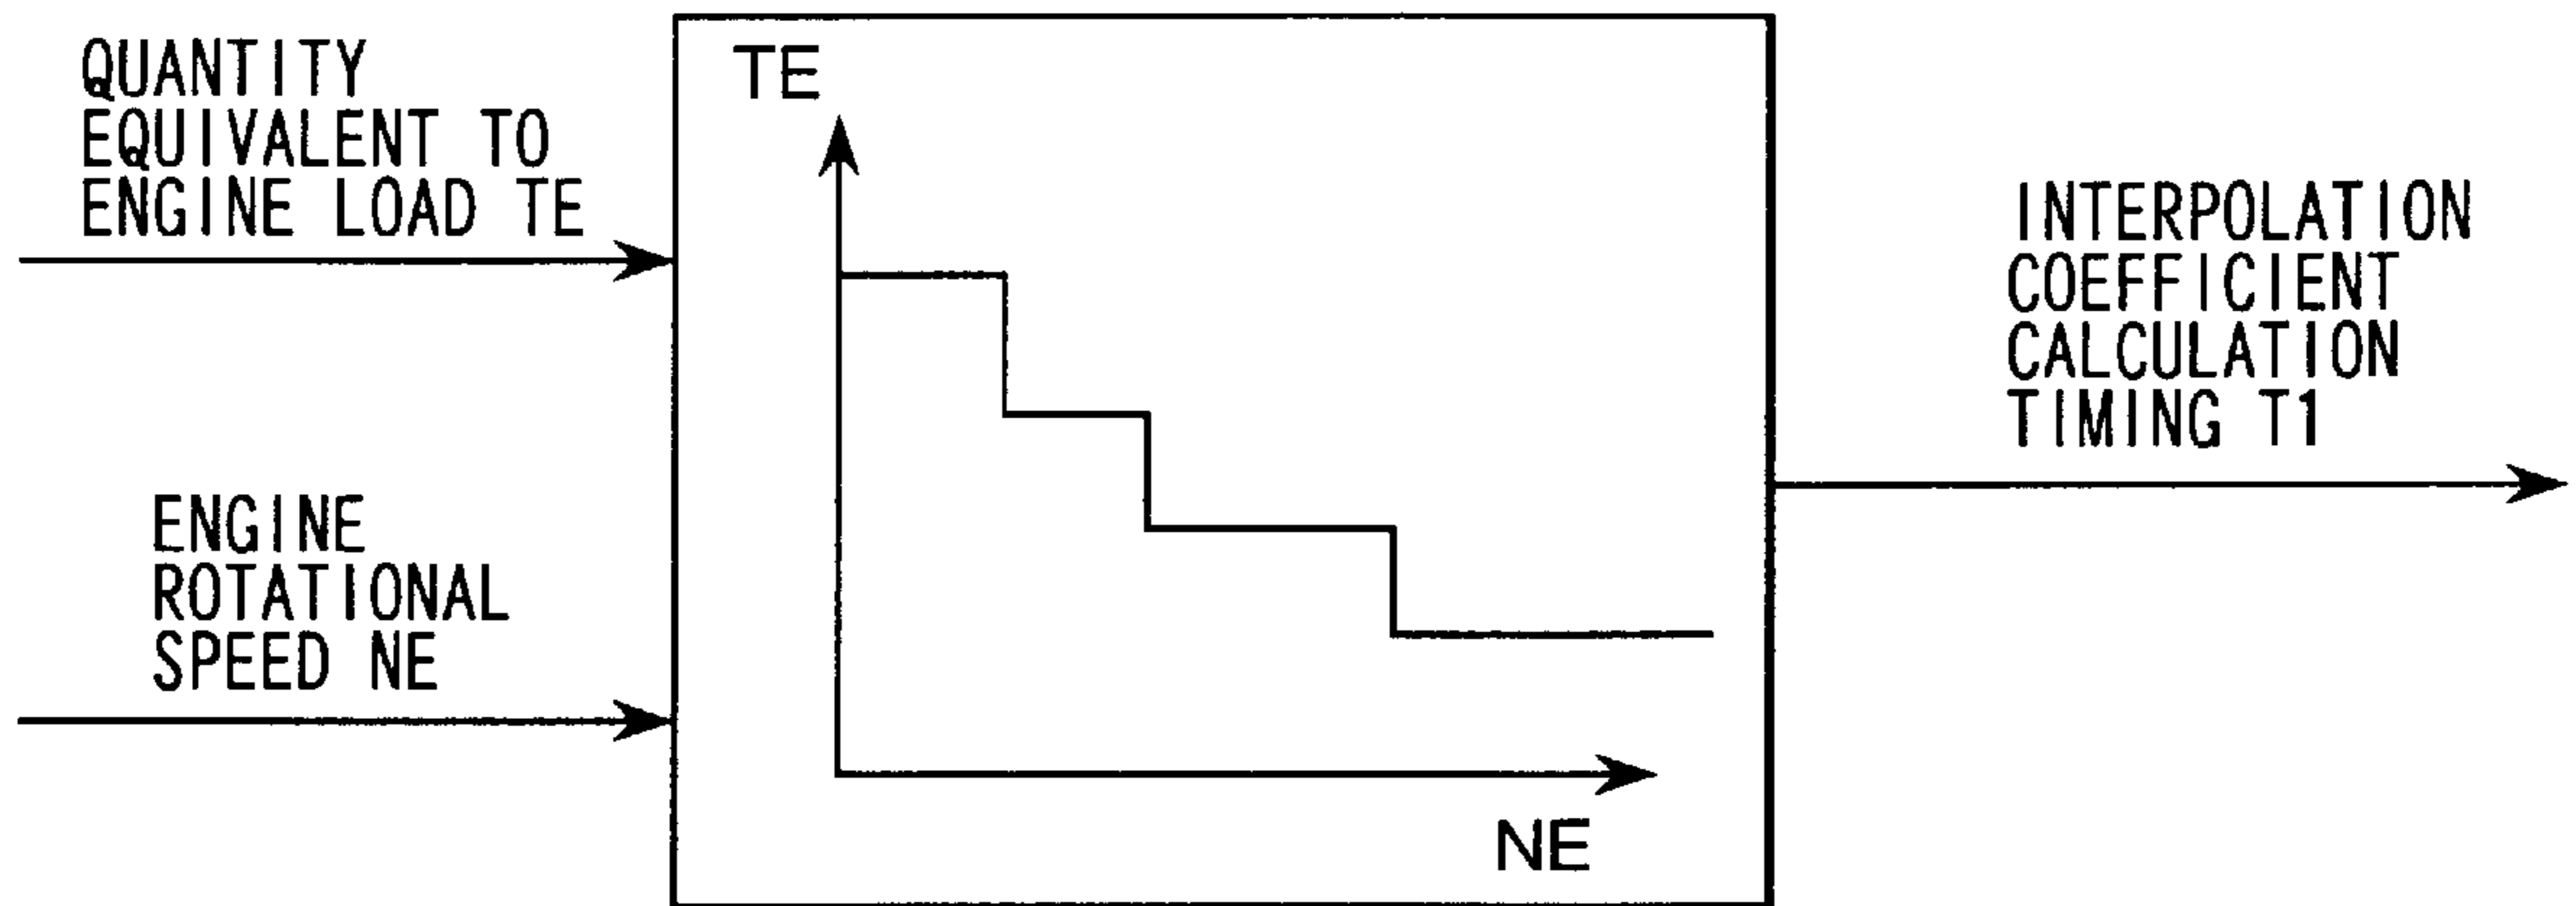 QUANTITY
EQUIVALENT TO
ENGINE LOAD TE
ENGINE
ROTATIONAL
SPEED NE
TE
NE
INTERPOLATION
COEFFICIENT
CALCULATION
TIMING T1